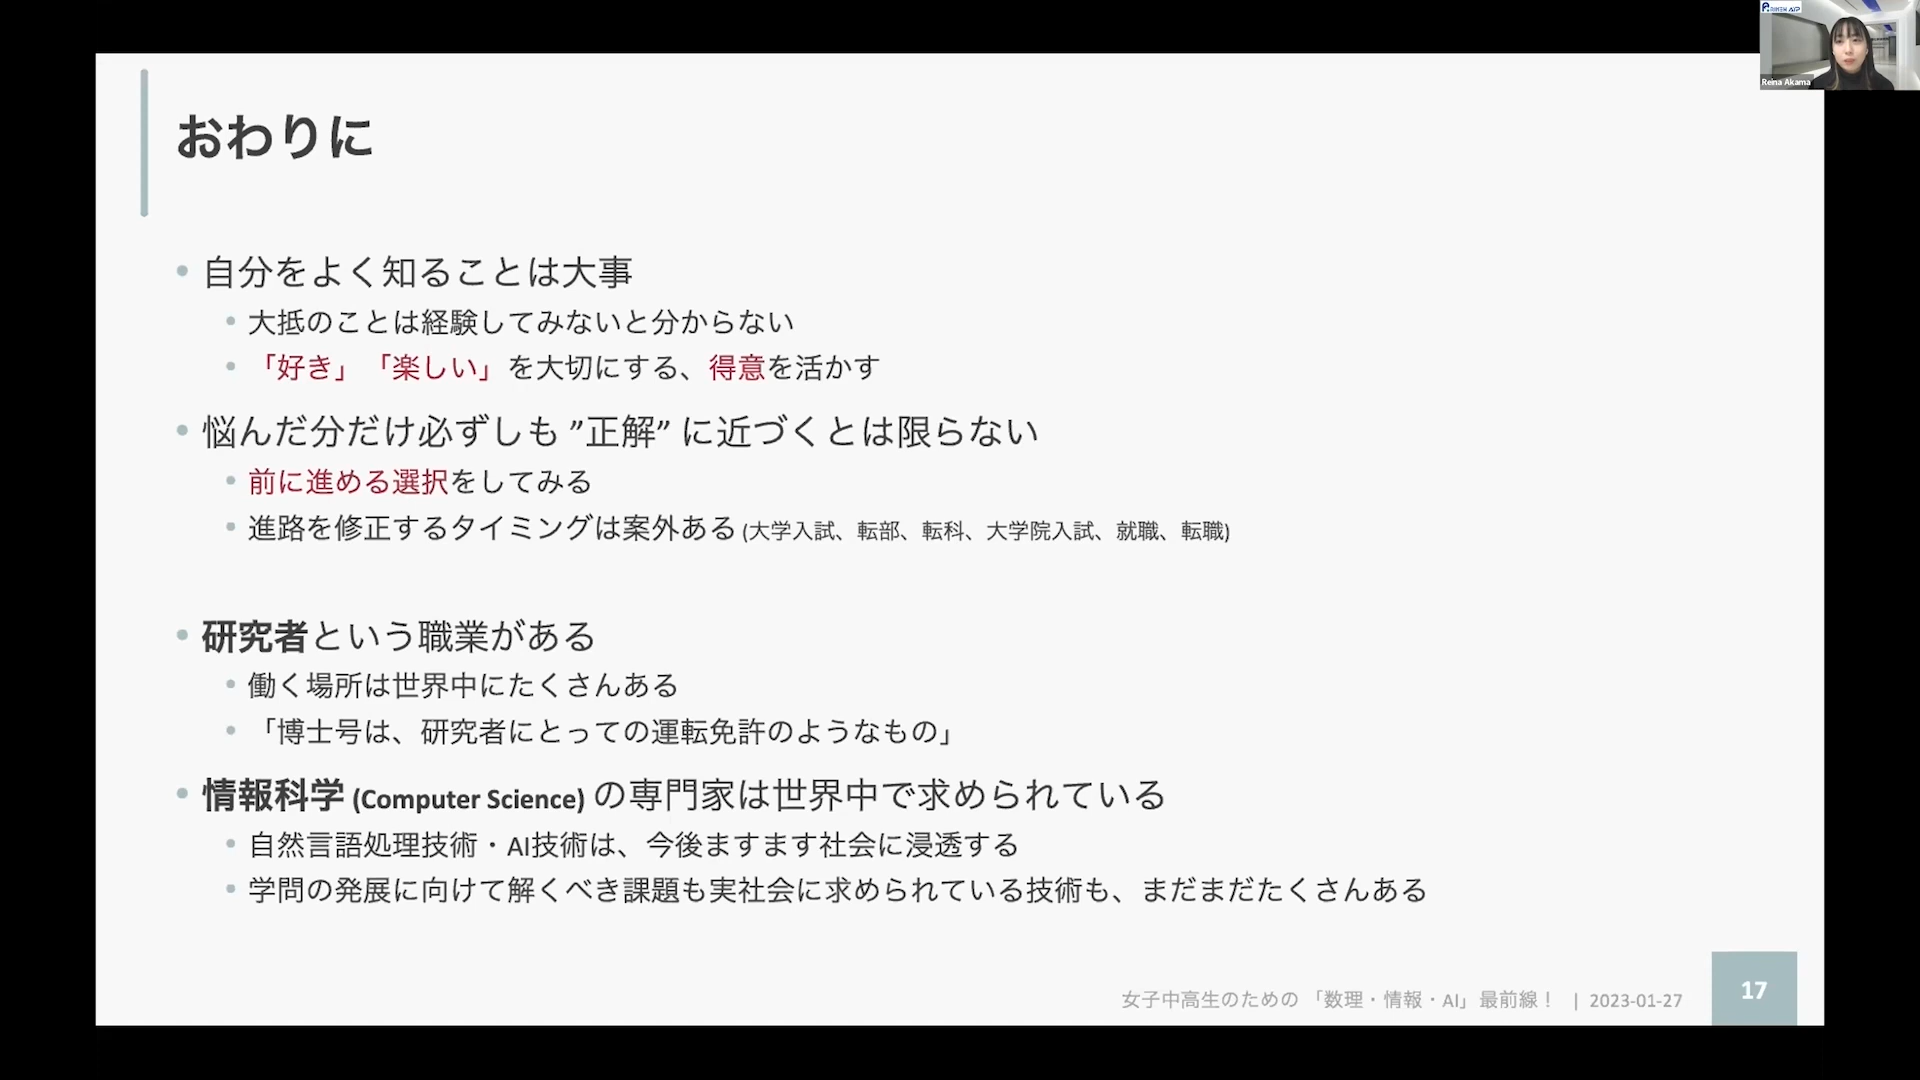 RIKEN AIP
Reina Akama
おわりに
• 自分をよく知ることは大事
• 大抵のことは経験してみないと分からない
• 「好き」「楽しい」を大切にする、得意を活かす
• 悩んだ分だけ必ずしも ”正解” に近づくとは限らない
• 前に進める選択をしてみる
• 進路を修正するタイミングは案外ある (大学入試、転部、転科、大学院入試、就職、転職)
• 研究者という職業がある
• 働く場所は世界中にたくさんある
• 「博士号は、研究者にとっての運転免許のようなもの」
• 情報科学 (Computer Science) の専門家は世界中で求められている
• 自然言語処理技術・AI技術は、今後ますます社会に浸透する
• 学問の発展に向けて解くべき課題も実社会に求められている技術も、まだまだたくさんある
女子中高生のための「数理・情報・AI」最前線！ | 2023-01-27
17